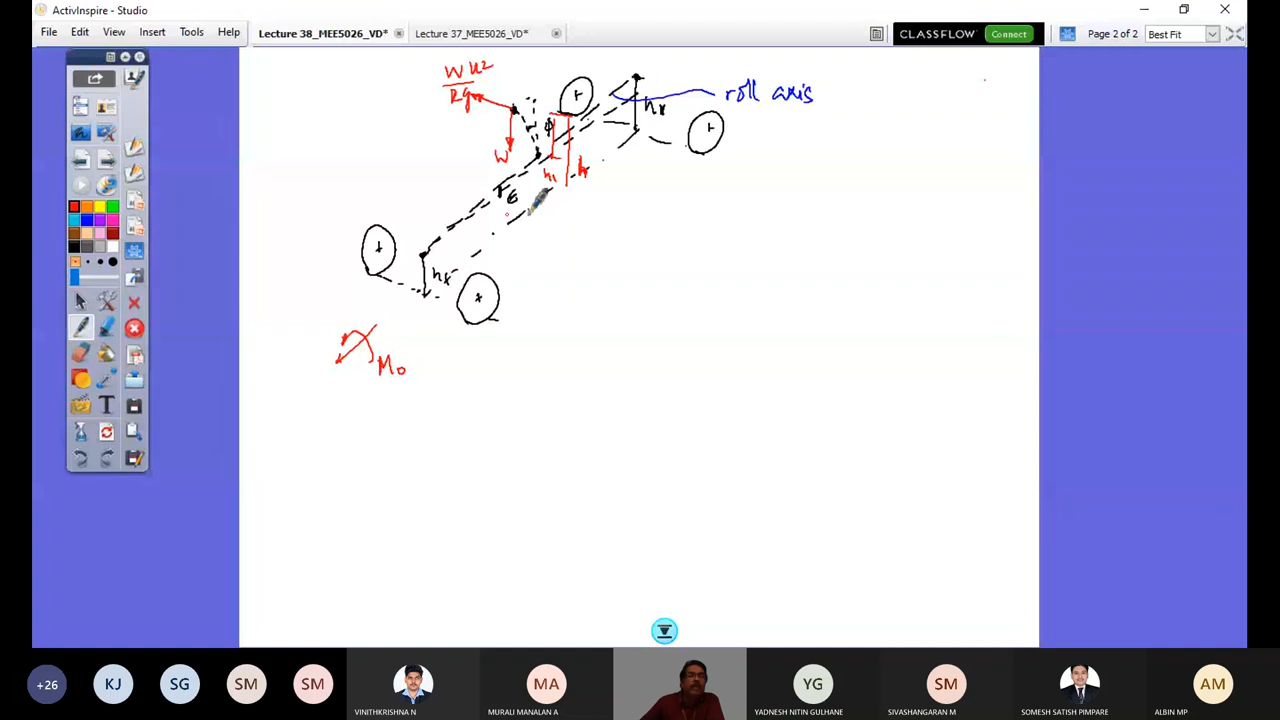 ActivInspire - Studio
File Edit View Insert Tools Help
Lecture 38_MEE5026_VD*
Lecture 37_MEE5026_VD*
CLASSFLOW
Connect
Page 2 of 2
Best Fit
W u²
Rg
W
ϕ
h₁
h
ε
hr
roll axis
Mo
+26
KJ
SG
SM
SM
VINITHKRISHNA N
MA
MURALI MANALAN A
YG
YADNESH NITIN GULHANE
SM
SIVASHANGARAN M
SOMESH SATISH PIMPARE
AM
ALBIN MP